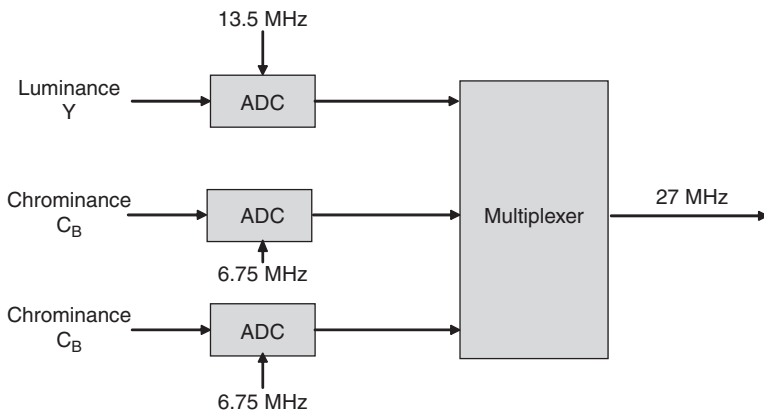 13.5 MHz
Luminance
Y
ADC
Chrominance
C_B
ADC
6.75 MHz
Multiplexer
27 MHz
Chrominance
C_B
ADC
6.75 MHz